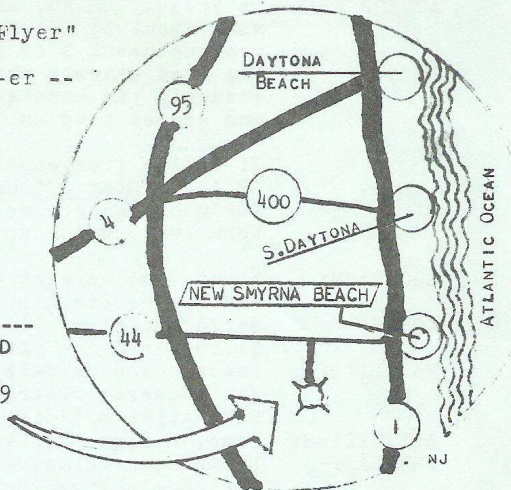 Flyer"
er --
DAYTONA
BEACH
95
4
400
S. DAYTONA
ATLANTIC OCEAN
NEW SMYRNA BEACH
---
44
D
9
1
. NJ